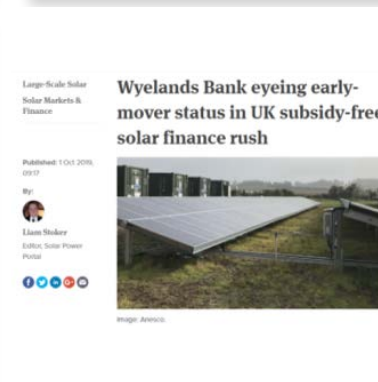 Large-Scale Solar
Solar Markets &
Finance
Wyelands Bank eyeing early-
mover status in UK subsidy-free
solar finance rush
Published: 1 Oct 2019,
09:17
By:
Liam Stoker
Editor, Solar Power
Portal
Image: Anesco.